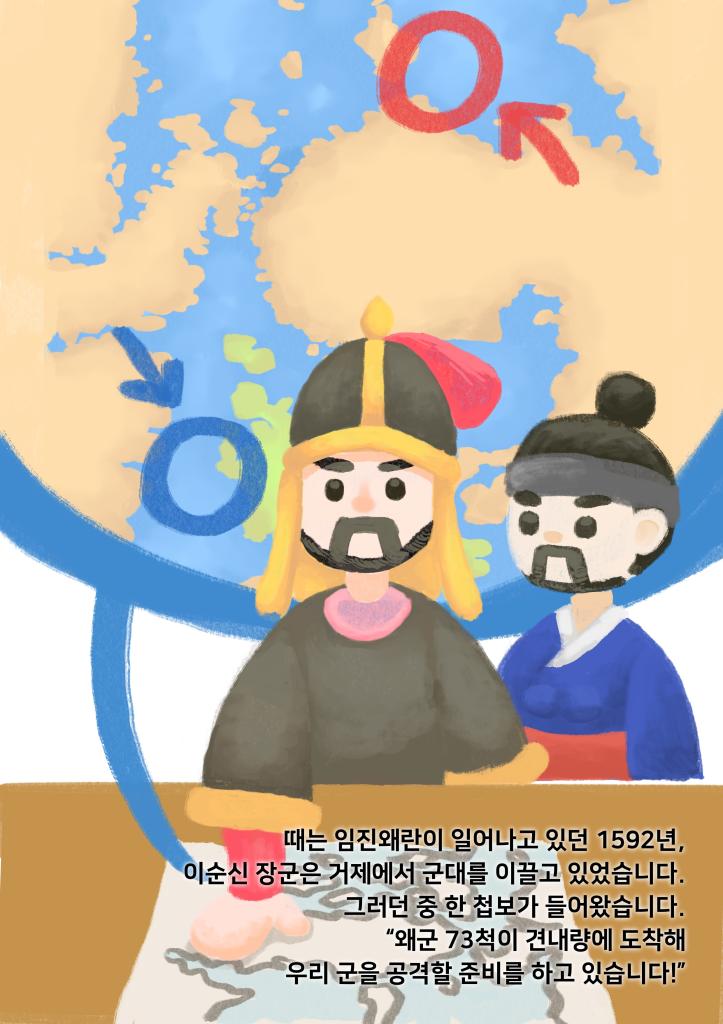 때는 임진왜란이 일어나고 있던 1592년,
이순신 장군은 거제에서 군대를 이끌고 있었습니다.
그러던 중 한 첩보가 들어왔습니다.
“왜군 73척이 견내량에 도착해
우리 군을 공격할 준비를 하고 있습니다!”